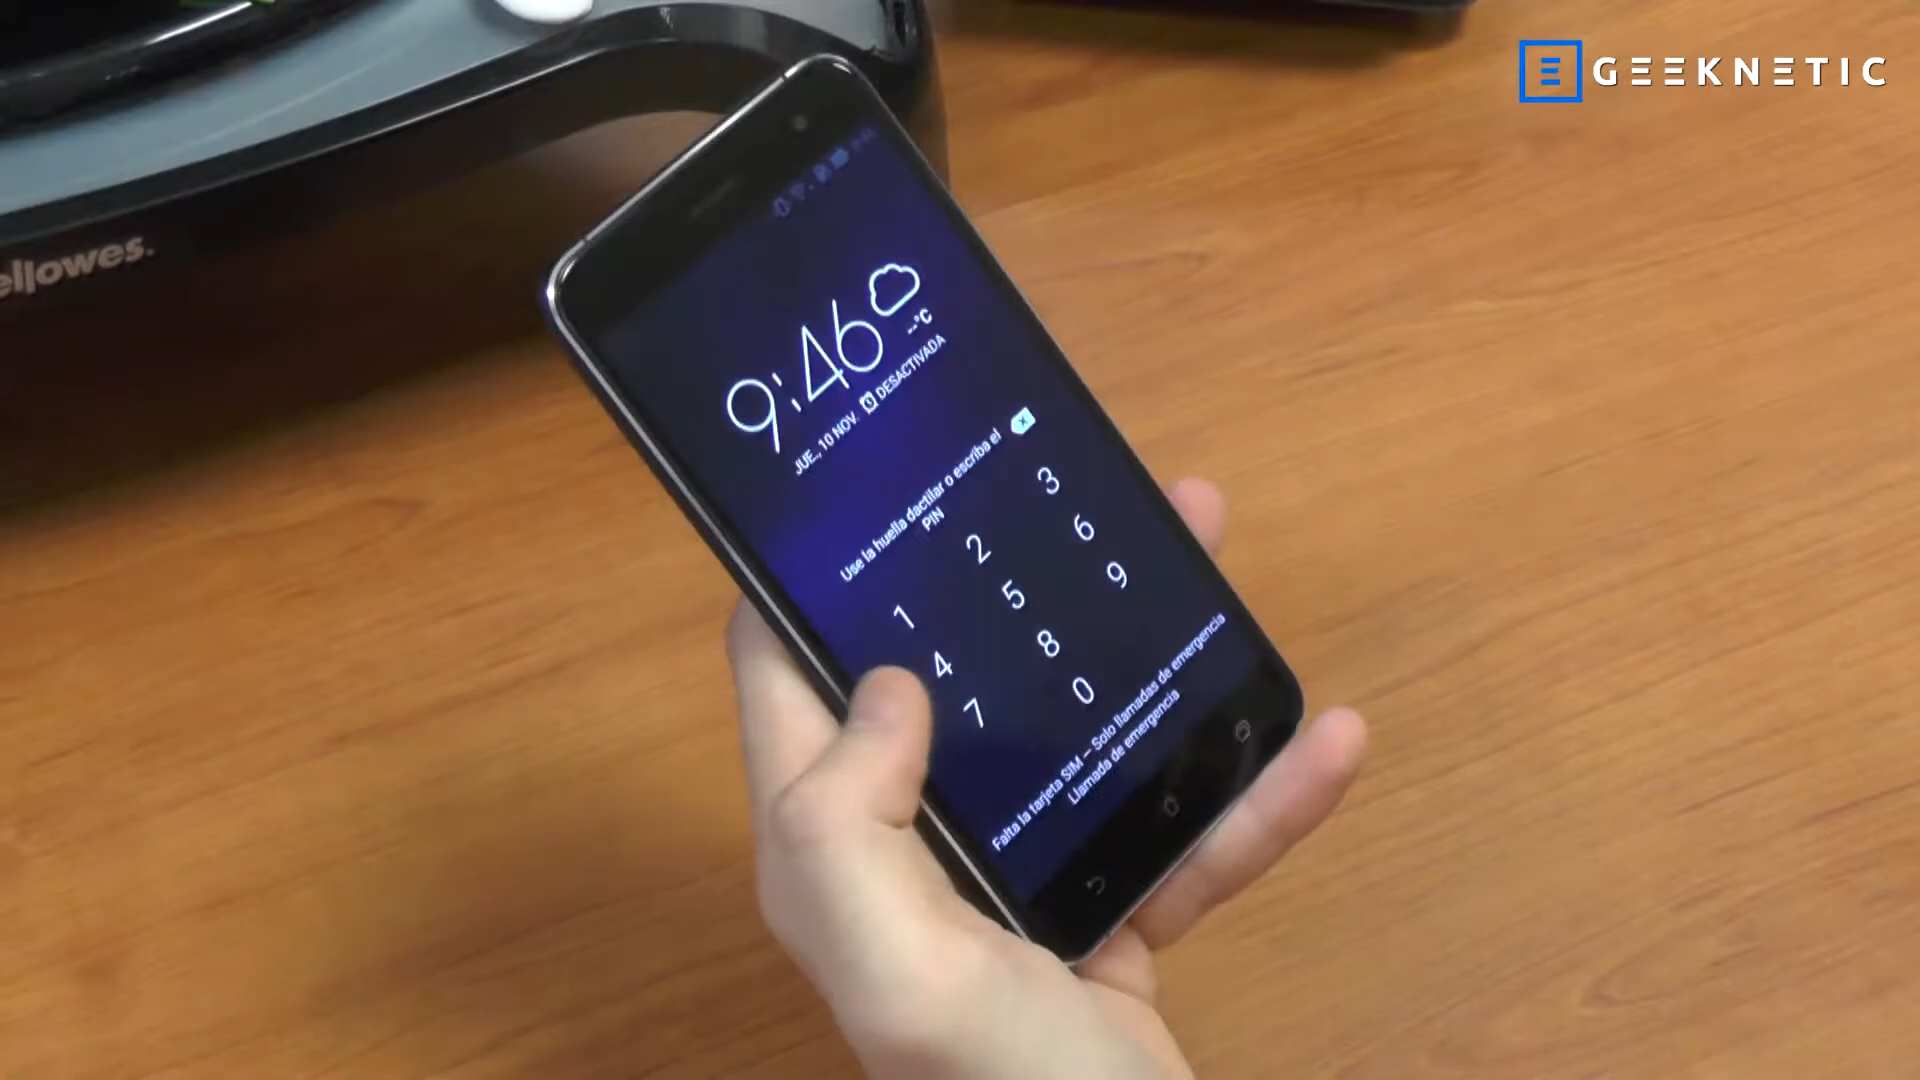 GEEKNETIC
ellowes.
9:46
--°C
JUE., 10 NOV. DESACTIVADA
Use la huella dactilar o escriba el
PIN
1 2 3
4 5 6
7 8 9
0
Falta la tarjeta SIM – Solo llamadas de emergencia
Llamada de emergencia